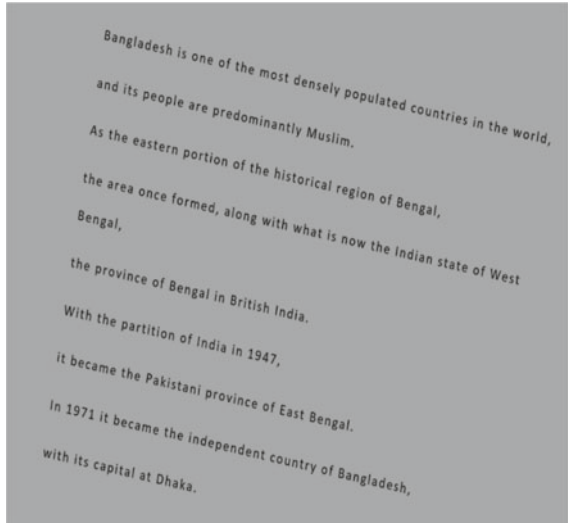 Bangladesh is one of the most densely populated countries in the world,
and its people are predominantly Muslim.
As the eastern portion of the historical region of Bengal,
the area once formed, along with what is now the Indian state of West
Bengal,
the province of Bengal in British India.
With the partition of India in 1947,
it became the Pakistani province of East Bengal.
In 1971 it became the independent country of Bangladesh,
with its capital at Dhaka.